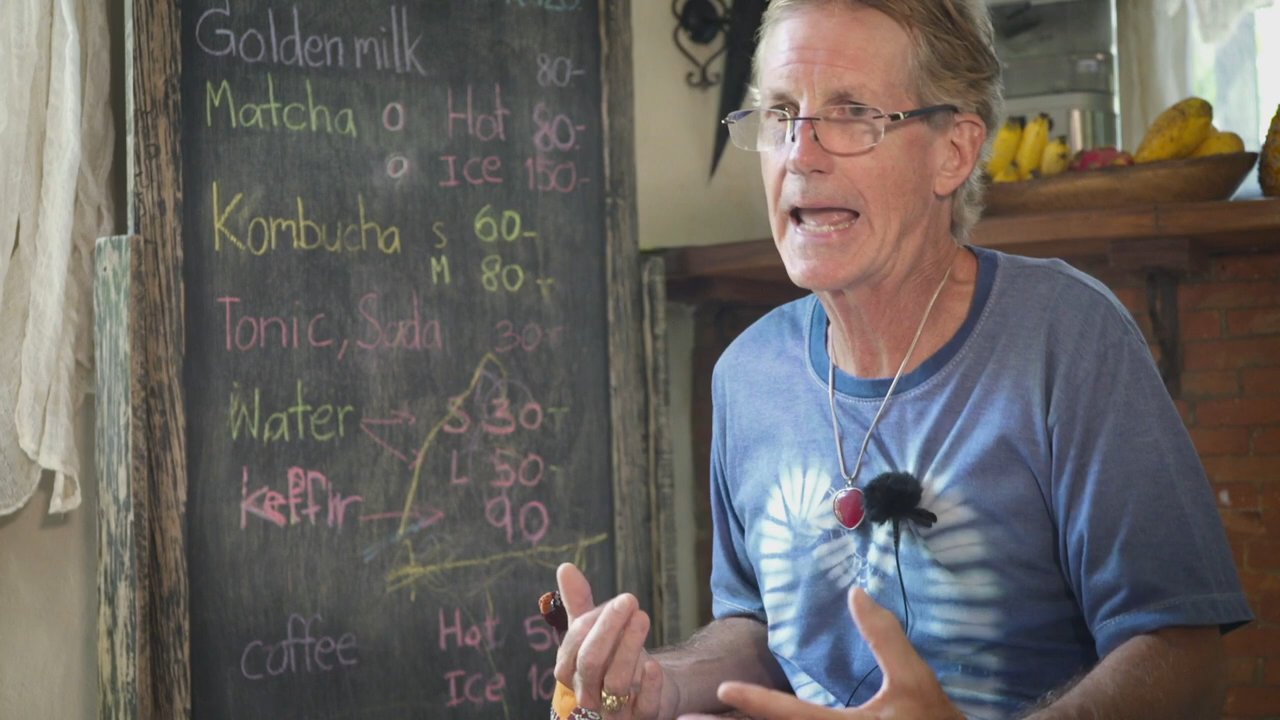 Golden milk 80-
Matcha o Hot 80-
o Ice 150-
Kombucha S 60-
M 80-
Tonic, Soda 30-
Water S 30-
L 50-
keffir 90
coffee Hot
Ice